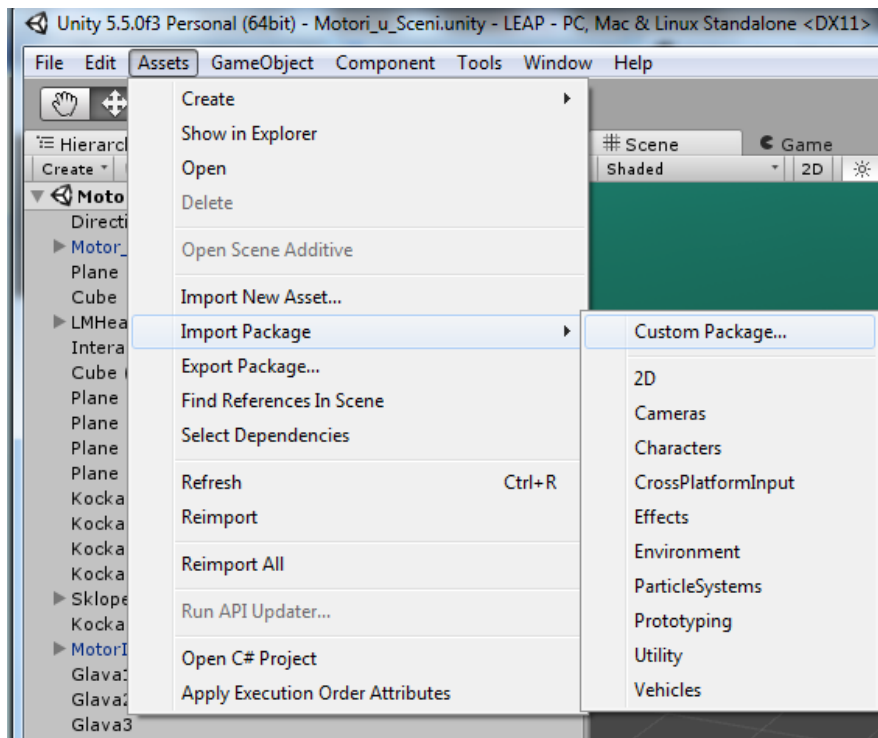 Unity 5.5.0f3 Personal (64bit) - Motori_u_Sceni.unity - LEAP - PC, Mac & Linux Standalone <DX11>
File Edit Assets GameObject Component Tools Window Help
Create
Show in Explorer
Open
Delete
Open Scene Additive
Import New Asset...
Import Package
Export Package...
Find References In Scene
Select Dependencies
Refresh Ctrl+R
Reimport
Reimport All
Run API Updater...
Open C# Project
Apply Execution Order Attributes
Custom Package...
2D
Cameras
Characters
CrossPlatformInput
Effects
Environment
ParticleSystems
Prototyping
Utility
Vehicles
Hierarcl
Create
Moto
Directi
Motor_
Plane
Cube
LMHea
Intera
Cube (
Plane
Plane
Plane
Plane
Kocka
Kocka
Kocka
Kocka
Sklope
Kocka
MotorI
Glava1
Glava2
Glava3
Scene Game
Shaded 2D